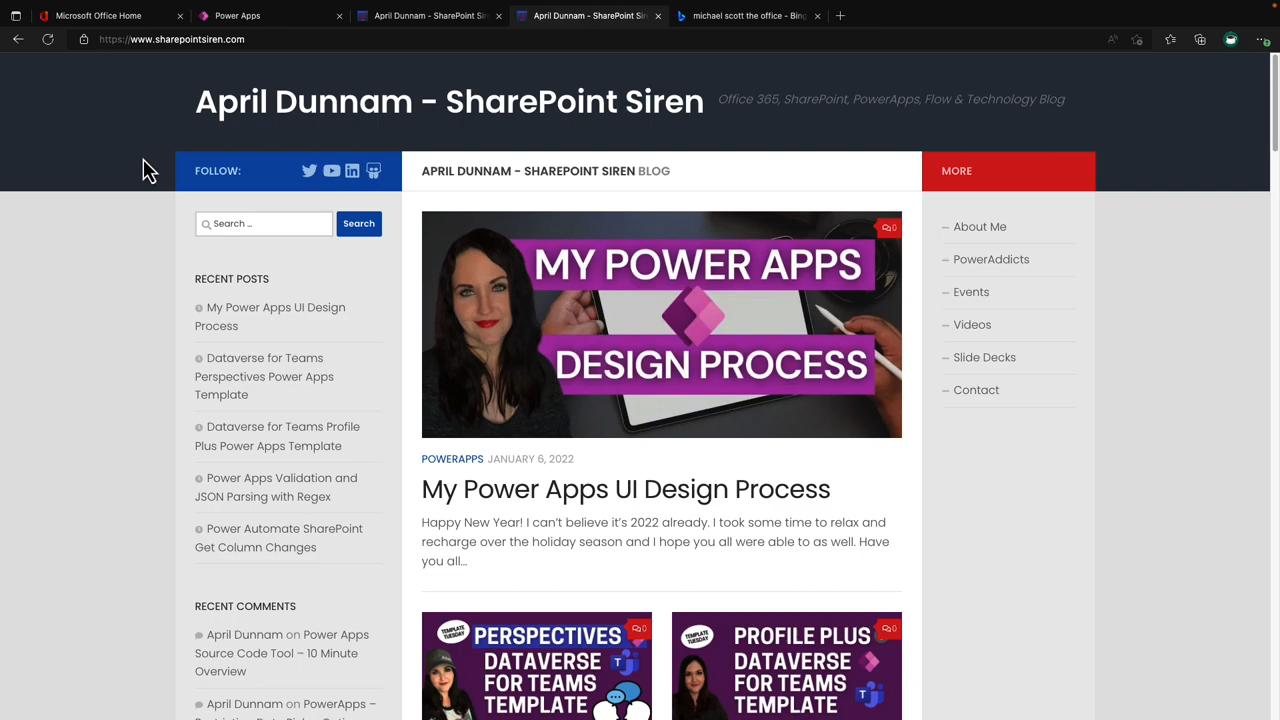 Microsoft Office Home
Power Apps
April Dunnam - SharePoint Sir
April Dunnam - SharePoint Sir
michael scott the office - Bing
https://www.sharepointsiren.com
April Dunnam - SharePoint Siren
Office 365, SharePoint, PowerApps, Flow & Technology Blog
FOLLOW:
APRIL DUNNAM - SHAREPOINT SIREN BLOG
MORE
Search ...
Search
RECENT POSTS
My Power Apps UI Design
Process
Dataverse for Teams
Perspectives Power Apps
Template
Dataverse for Teams Profile
Plus Power Apps Template
Power Apps Validation and
JSON Parsing with Regex
Power Automate SharePoint
Get Column Changes
RECENT COMMENTS
April Dunnam on Power Apps
Source Code Tool – 10 Minute
Overview
April Dunnam on PowerApps –
0
MY POWER APPS
DESIGN PROCESS
POWERAPPS JANUARY 6, 2022
My Power Apps UI Design Process
Happy New Year! I can't believe it's 2022 already. I took some time to relax and
recharge over the holiday season and I hope you all were able to as well. Have
you all...
TEMPLATE TUESDAY
0
PERSPECTIVES
DATAVERSE
FOR TEAMS
TEMPLATE
TEMPLATE TUESDAY
0
PROFILE PLUS
DATAVERSE
FOR TEAMS
TEMPLATE
About Me
PowerAddicts
Events
Videos
Slide Decks
Contact